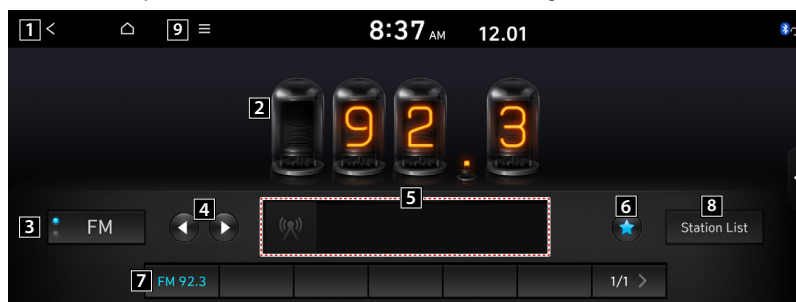 1 < 9 8:37 AM 12.01
2 92.3
5
3 FM 4 6 8 Station List
7 FM 92.3 1/1 >